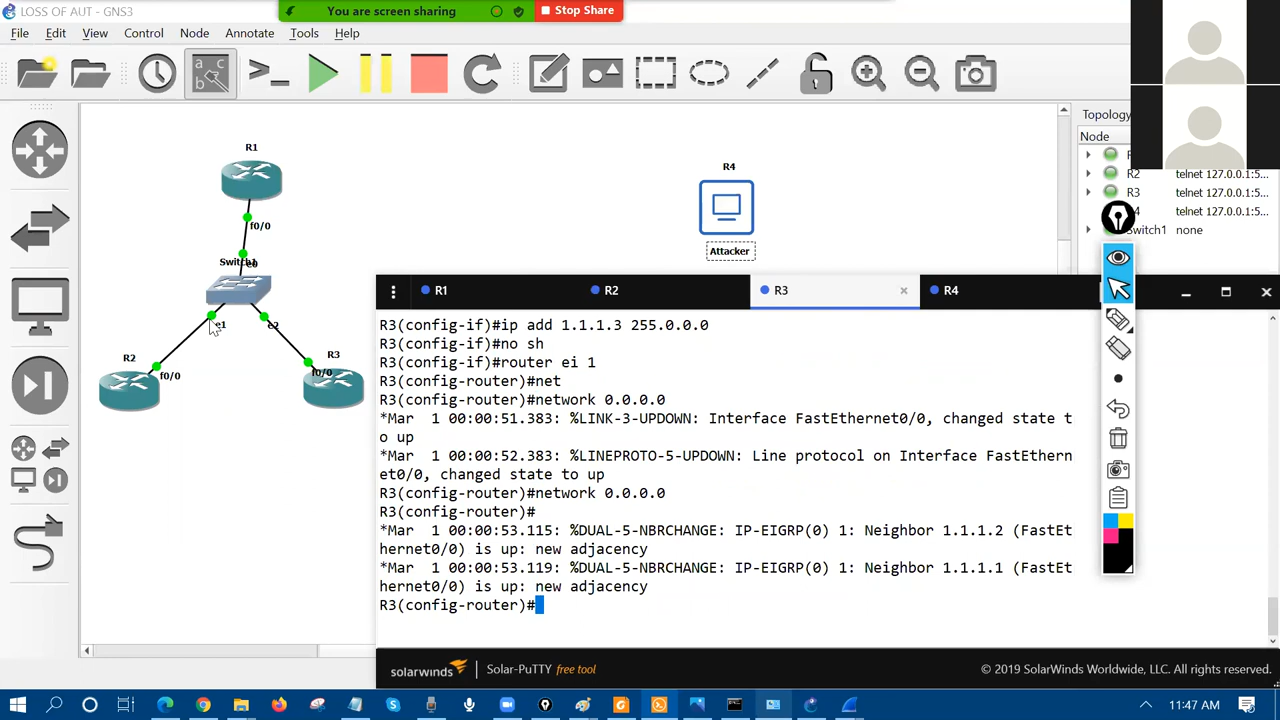 LOSS OF AUT - GNS3
You are screen sharing
Stop Share
File Edit View Control Node Annotate Tools Help
a c
b
Topology
Node
R2 telnet 127.0.0.1:5...
R3 telnet 127.0.0.1:5...
4 telnet 127.0.0.1:5...
Switch1 none
R1
f0/0
Switch1
e0
e1
e2
R2
f0/0
R3
f0/0
R4
Attacker
R1 R2 R3 × R4
R3(config-if)#ip add 1.1.1.3 255.0.0.0
R3(config-if)#no sh
R3(config-if)#router ei 1
R3(config-router)#net
R3(config-router)#network 0.0.0.0
*Mar  1 00:00:51.383: %LINK-3-UPDOWN: Interface FastEthernet0/0, changed state t
o up
*Mar  1 00:00:52.383: %LINEPROTO-5-UPDOWN: Line protocol on Interface FastEthern
et0/0, changed state to up
R3(config-router)#network 0.0.0.0
R3(config-router)#
*Mar  1 00:00:53.115: %DUAL-5-NBRCHANGE: IP-EIGRP(0) 1: Neighbor 1.1.1.2 (FastEt
hernet0/0) is up: new adjacency
*Mar  1 00:00:53.119: %DUAL-5-NBRCHANGE: IP-EIGRP(0) 1: Neighbor 1.1.1.1 (FastEt
hernet0/0) is up: new adjacency
R3(config-router)#
solarwinds Solar-PuTTY free tool © 2019 SolarWinds Worldwide, LLC. All rights reserved.
11:47 AM